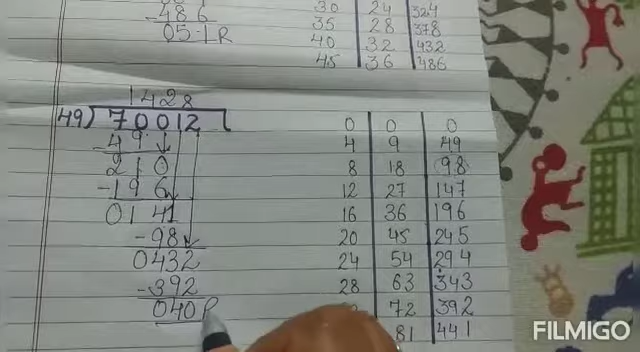 -486
051R
30 24 324
35 28 378
40 32 432
45 36 486
1428
49)70012
-49
210
-196
0141
-98
0432
-392
040R
0 0 0
4 9 49
8 18 98
12 27 147
16 36 196
20 45 245
24 54 294
28 63 343
72 392
81 441
FILMIGO